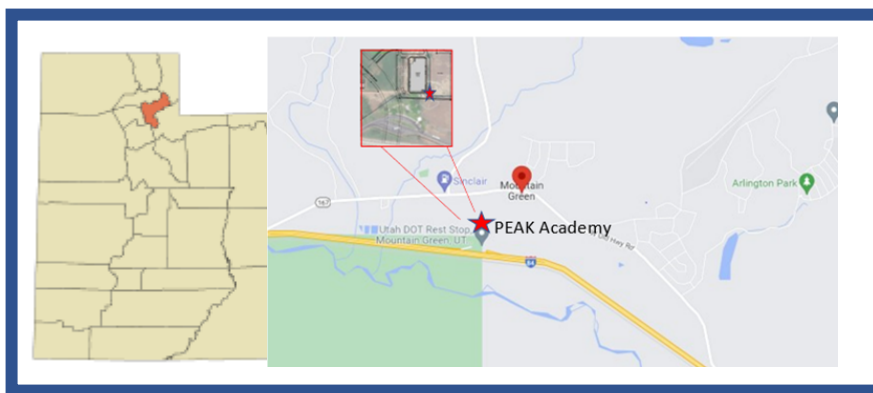 Sinclair
Mountain
Green
Arlington Park
167
Utah DOT Rest Stop,
Mountain Green, UT
PEAK Academy
Old Hwy Rd
84